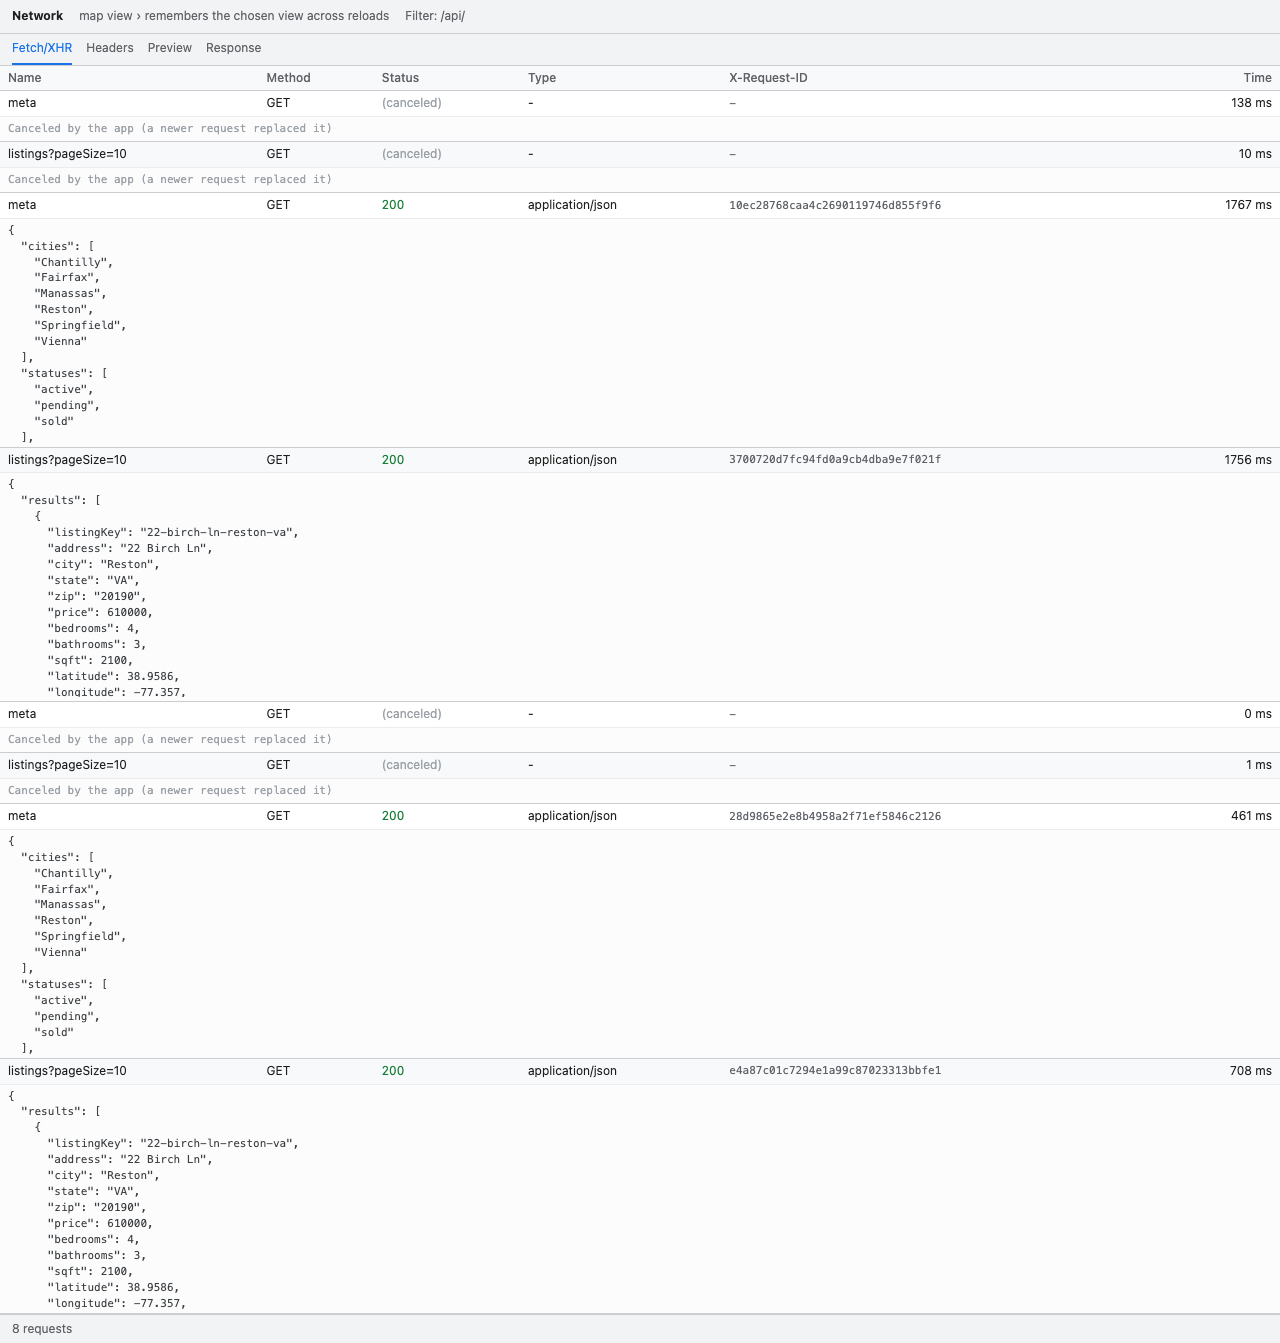 Network map view › remembers the chosen view across reloads Filter: /api/
Fetch/XHR Headers Preview Response
Name Method Status Type X-Request-ID Time
meta GET (canceled) - – 138 ms
Canceled by the app (a newer request replaced it)
listings?pageSize=10 GET (canceled) - – 10 ms
Canceled by the app (a newer request replaced it)
meta GET 200 application/json 10ec28768caa4c2690119746d855f9f6 1767 ms
{
"cities": [
"Chantilly",
"Fairfax",
"Manassas",
"Reston",
"Springfield",
"Vienna"
],
"statuses": [
"active",
"pending",
"sold"
],
listings?pageSize=10 GET 200 application/json 3700720d7fc94fd0a9cb4dba9e7f021f 1756 ms
{
"results": [
{
"listingKey": "22-birch-ln-reston-va",
"address": "22 Birch Ln",
"city": "Reston",
"state": "VA",
"zip": "20190",
"price": 610000,
"bedrooms": 4,
"bathrooms": 3,
"sqft": 2100,
"latitude": 38.9586,
"longitude": -77.357,
meta GET (canceled) - – 0 ms
Canceled by the app (a newer request replaced it)
listings?pageSize=10 GET (canceled) - – 1 ms
Canceled by the app (a newer request replaced it)
meta GET 200 application/json 28d9865e2e8b4958a2f71ef5846c2126 461 ms
{
"cities": [
"Chantilly",
"Fairfax",
"Manassas",
"Reston",
"Springfield",
"Vienna"
],
"statuses": [
"active",
"pending",
"sold"
],
listings?pageSize=10 GET 200 application/json e4a87c01c7294e1a99c87023313bbfe1 708 ms
{
"results": [
{
"listingKey": "22-birch-ln-reston-va",
"address": "22 Birch Ln",
"city": "Reston",
"state": "VA",
"zip": "20190",
"price": 610000,
"bedrooms": 4,
"bathrooms": 3,
"sqft": 2100,
"latitude": 38.9586,
"longitude": -77.357,
8 requests